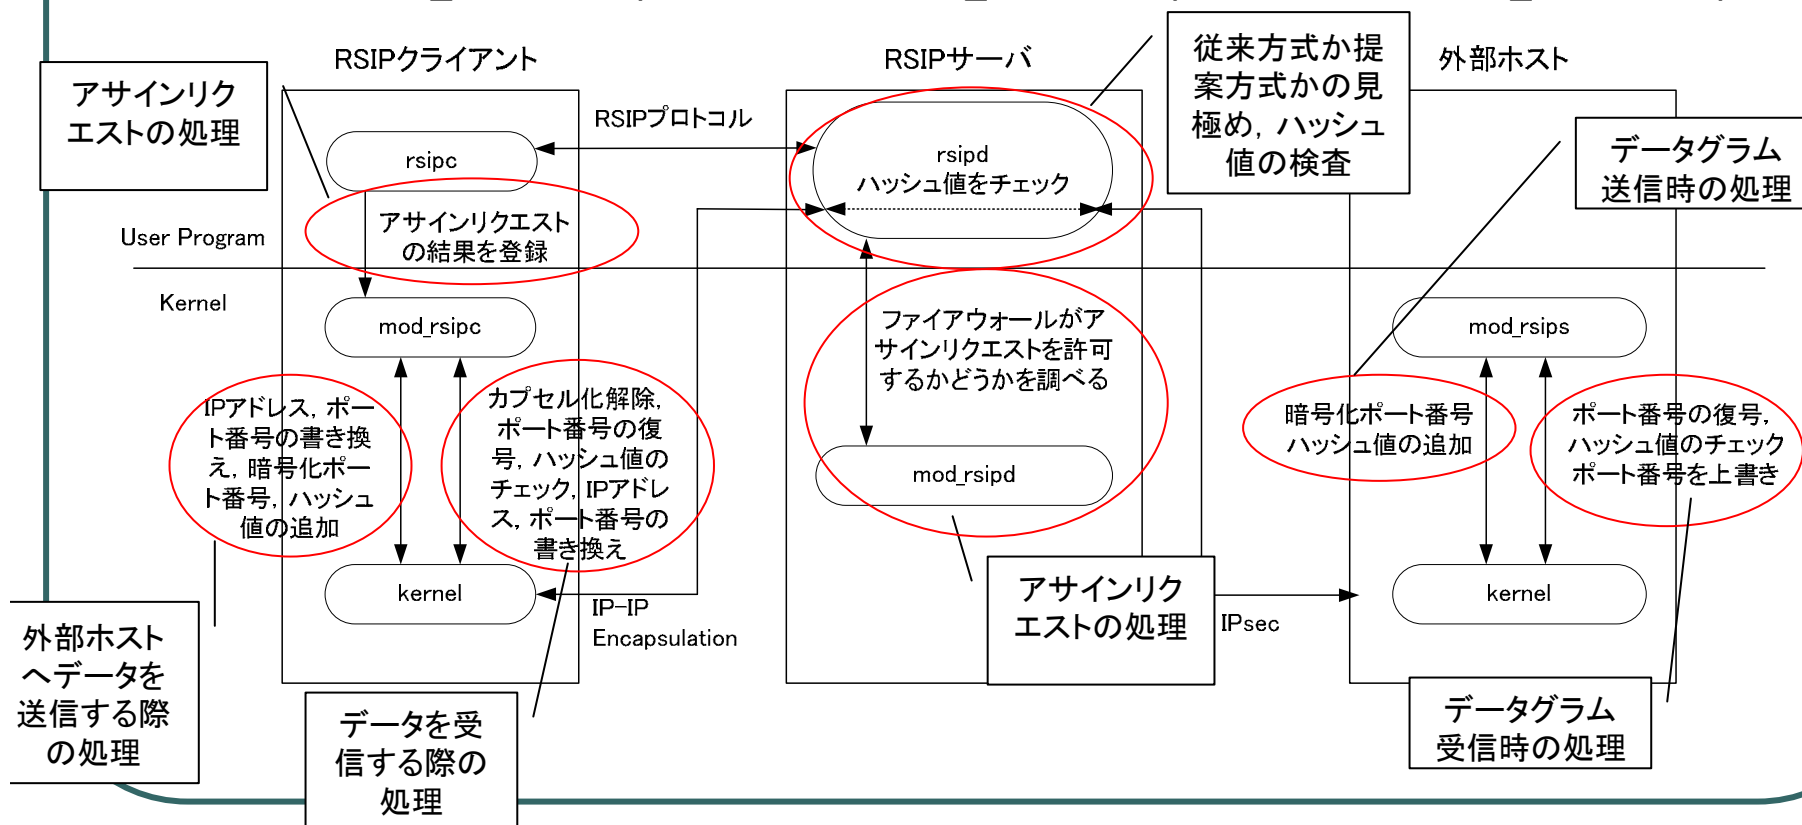 RSIPクライアント
RSIPサーバ
外部ホスト
アサインリク
エストの処理
従来方式か提
案方式かの見
極め，ハッシュ
値の検査
データグラム
送信時の処理
RSIPプロトコル
rsipc
rsipd
ハッシュ値をチェック
アサインリクエスト
の結果を登録
User Program
Kernel
mod_rsipc
ファイアウォールがア
サインリクエストを許可
するかどうかを調べる
mod_rsips
IPアドレス，ポー
ト番号の書き換
え，暗号化ポー
ト番号，ハッシュ
値の追加
カプセル化解除，
ポート番号の復
号，ハッシュ値の
チェック，IPアドレ
ス，ポート番号の
書き換え
mod_rsipd
暗号化ポート番号
ハッシュ値の追加
ポート番号の復号，
ハッシュ値のチェック
ポート番号を上書き
kernel
IP-IP
Encapsulation
アサインリク
エストの処理
IPsec
kernel
外部ホスト
へデータを
送信する際
の処理
データを受
信する際の
処理
データグラム
受信時の処理